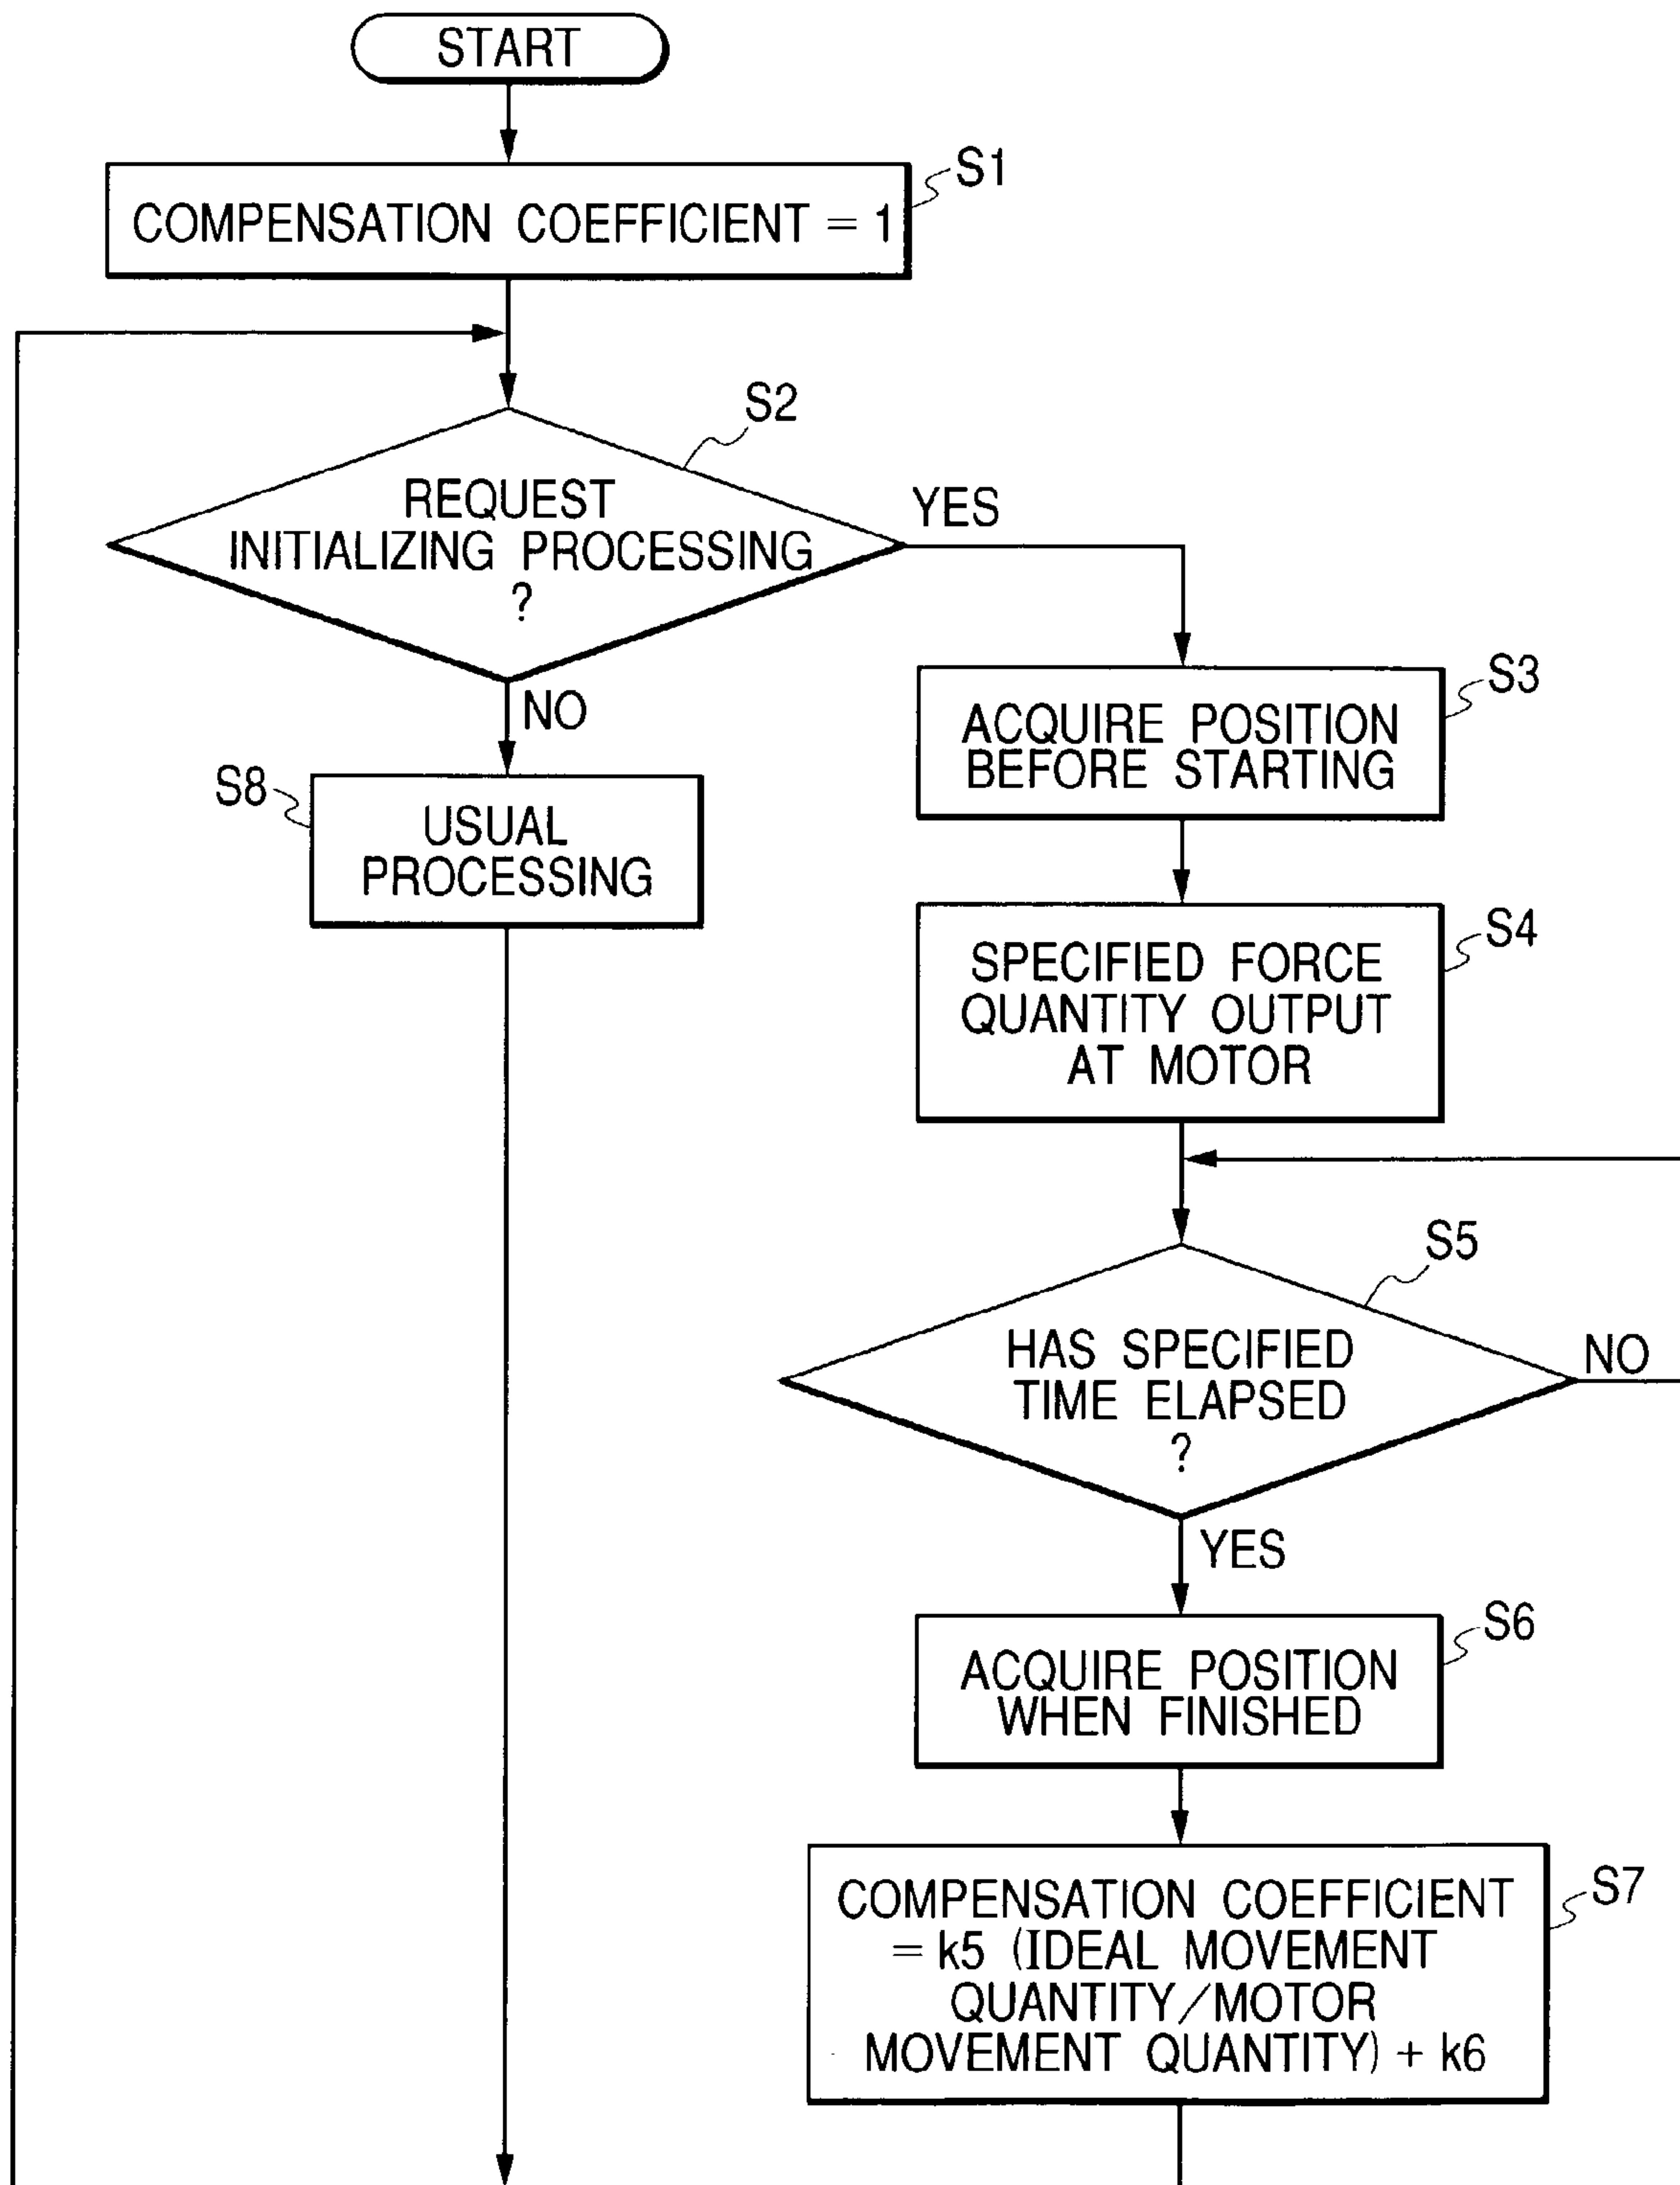 START
S1
COMPENSATION COEFFICIENT = 1
S2
REQUEST
INITIALIZING PROCESSING
?
YES
NO
S3
ACQUIRE POSITION
BEFORE STARTING
S8
USUAL
PROCESSING
S4
SPECIFIED FORCE
QUANTITY OUTPUT
AT MOTOR
S5
HAS SPECIFIED
TIME ELAPSED
?
NO
YES
S6
ACQUIRE POSITION
WHEN FINISHED
S7
COMPENSATION COEFFICIENT
= k5 (IDEAL MOVEMENT
QUANTITY/MOTOR
MOVEMENT QUANTITY) + k6